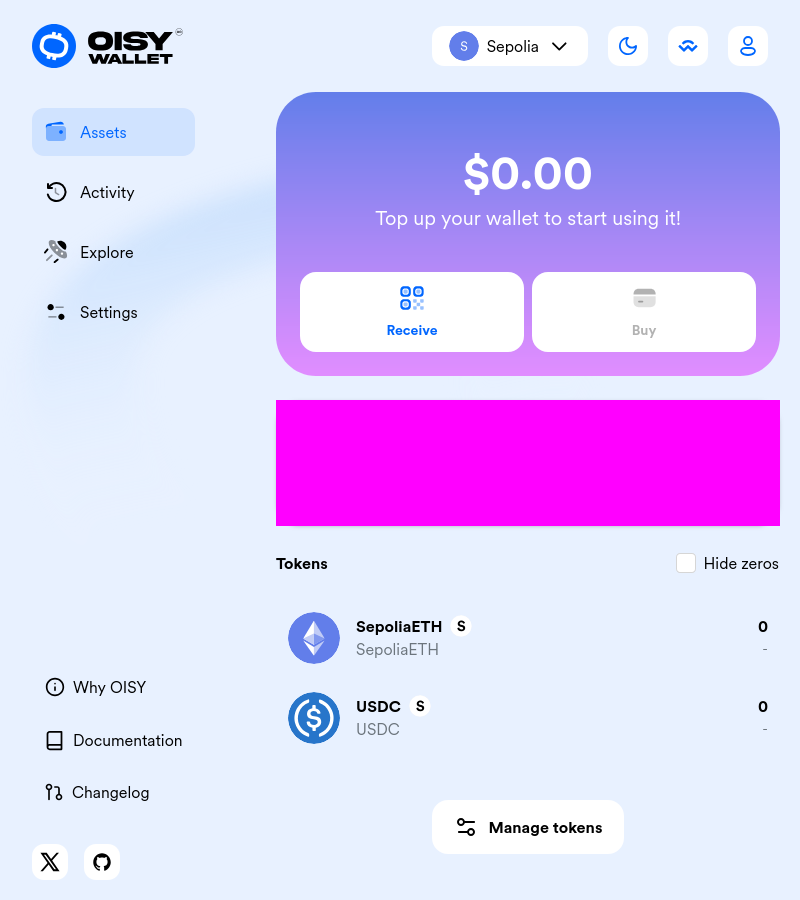 OISY
WALLET
S Sepolia
Assets
Activity
Explore
Settings
$0.00
Top up your wallet to start using it!
Receive
Buy
Tokens
Hide zeros
SepoliaETH S
0
SepoliaETH
-
USDC S
0
USDC
-
Why OISY
Documentation
Changelog
Manage tokens